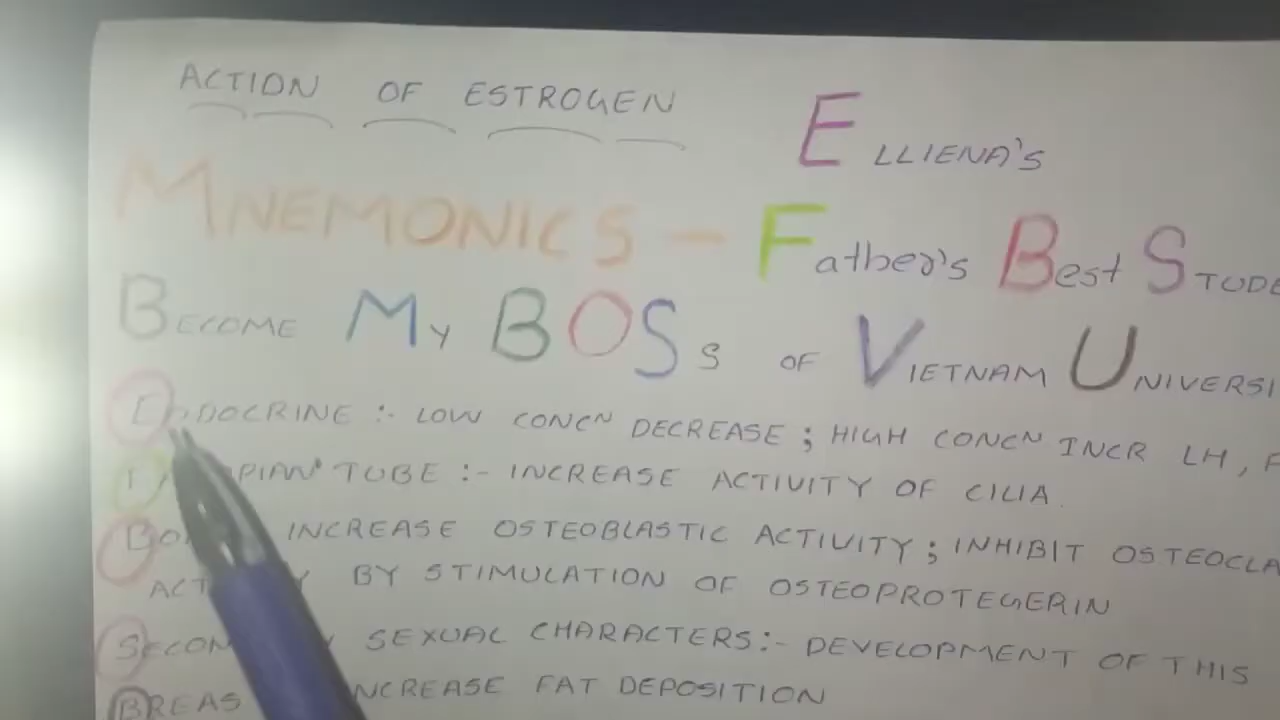 ACTION OF ESTROGEN
ELLIENA'S
MNEMONICS - Father's Best STUDE
BECOME MY BOSS OF VIETNAM UNIVERSI
ENDOCRINE :- LOW CONCN DECREASE ; HIGH CONCN INCR LH, F
PIAN TUBE :- INCREASE ACTIVITY OF CILIA
INCREASE OSTEOBLASTIC ACTIVITY ; INHIBIT OSTEOCLA
BY STIMULATION OF OSTEOPROTEGERIN
SECON Y SEXUAL CHARACTERS :- DEVELOPMENT OF THIS
BREAS NCREASE FAT DEPOSITION